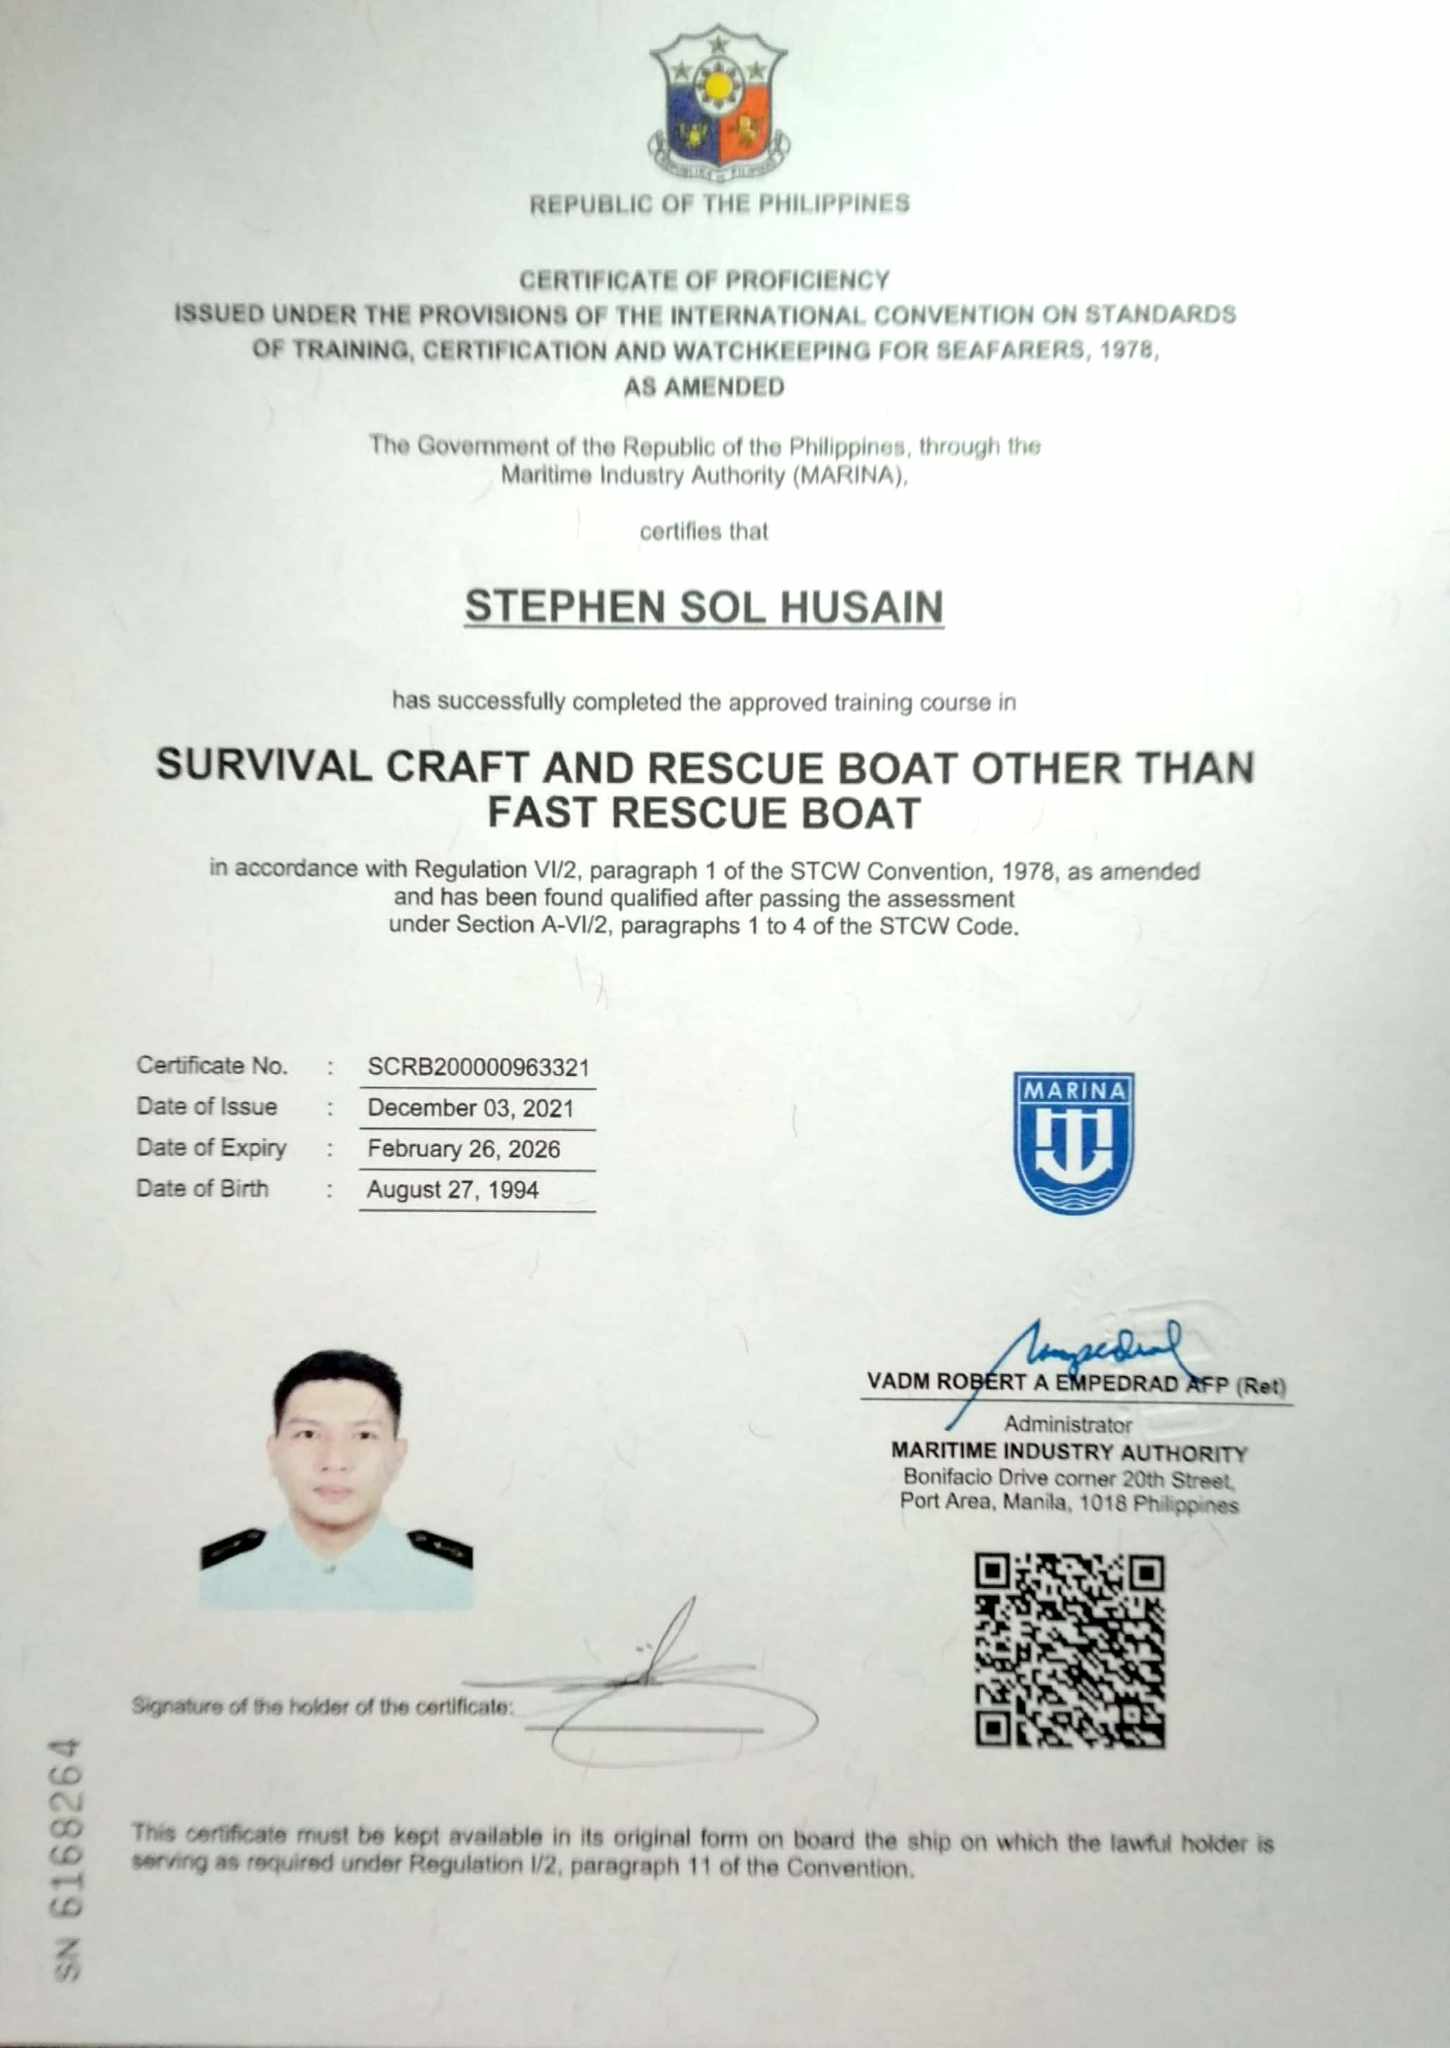 REPUBLIC OF THE PHILIPPINES
CERTIFICATE OF PROFICIENCY
ISSUED UNDER THE PROVISIONS OF THE INTERNATIONAL CONVENTION ON STANDARDS
OF TRAINING, CERTIFICATION AND WATCHKEEPING FOR SEAFARERS, 1978,
AS AMENDED
The Government of the Republic of the Philippines, through the
Maritime Industry Authority (MARINA),
certifies that
STEPHEN SOL HUSAIN
has successfully completed the approved training course in
SURVIVAL CRAFT AND RESCUE BOAT OTHER THAN
FAST RESCUE BOAT
in accordance with Regulation VI/2, paragraph 1 of the STCW Convention, 1978, as amended
and has been found qualified after passing the assessment
under Section A-VI/2, paragraphs 1 to 4 of the STCW Code.
Certificate No. : SCRB200000963321
Date of Issue : December 03, 2021
Date of Expiry : February 26, 2026
Date of Birth : August 27, 1994
MARINA
VADM ROBERT A EMPEDRAD AFP (Ret)
Administrator
MARITIME INDUSTRY AUTHORITY
Bonifacio Drive corner 20th Street,
Port Area, Manila, 1018 Philippines
Signature of the holder of the certificate:
This certificate must be kept available in its original form on board the ship on which the lawful holder is
serving as required under Regulation I/2, paragraph 11 of the Convention.
SN 6168264